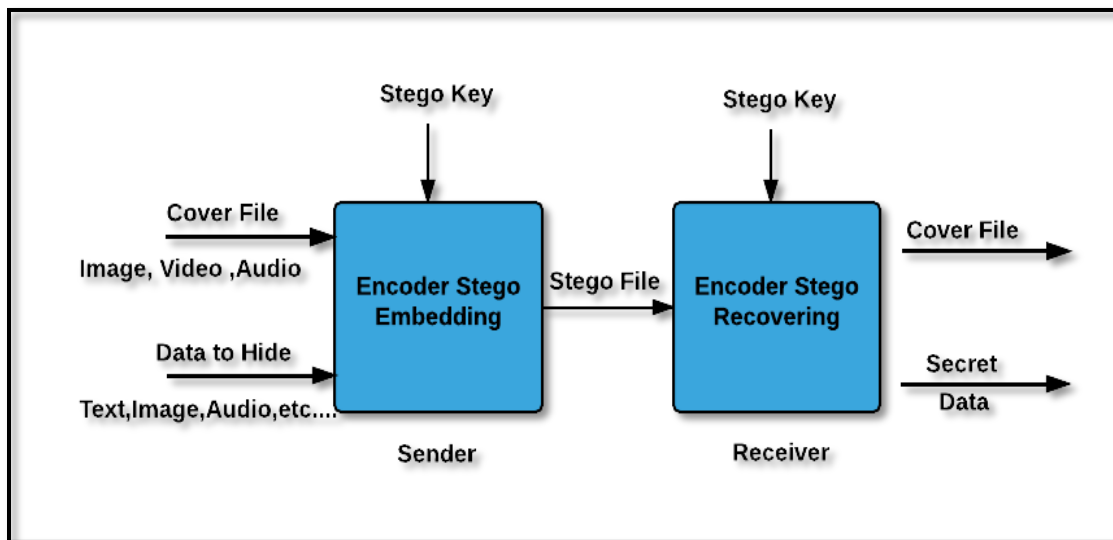 Stego Key
Stego Key
Cover File
Image, Video ,Audio
Data to Hide
Text,Image,Audio,etc....
Encoder Stego
Embedding
Sender
Stego File
Encoder Stego
Recovering
Receiver
Cover File
Secret
Data